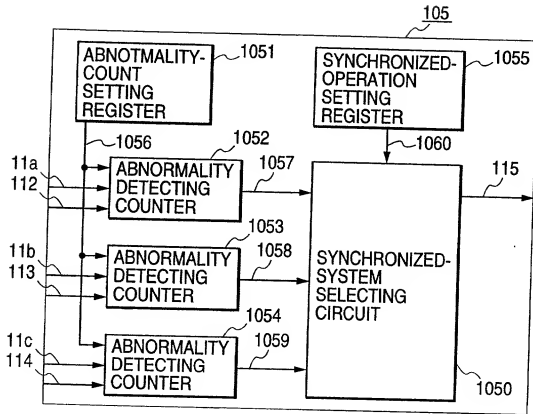 105
ABNOTMALITY-
COUNT
SETTING
REGISTER
1051
SYNCHRONIZED-
OPERATION
SETTING
REGISTER
1055
1056
1060
11a
112
1052
ABNORMALITY
DETECTING
COUNTER
1057
115
11b
113
1053
ABNORMALITY
DETECTING
COUNTER
1058
SYNCHRONIZED-
SYSTEM
SELECTING
CIRCUIT
11c
114
1054
ABNORMALITY
DETECTING
COUNTER
1059
1050